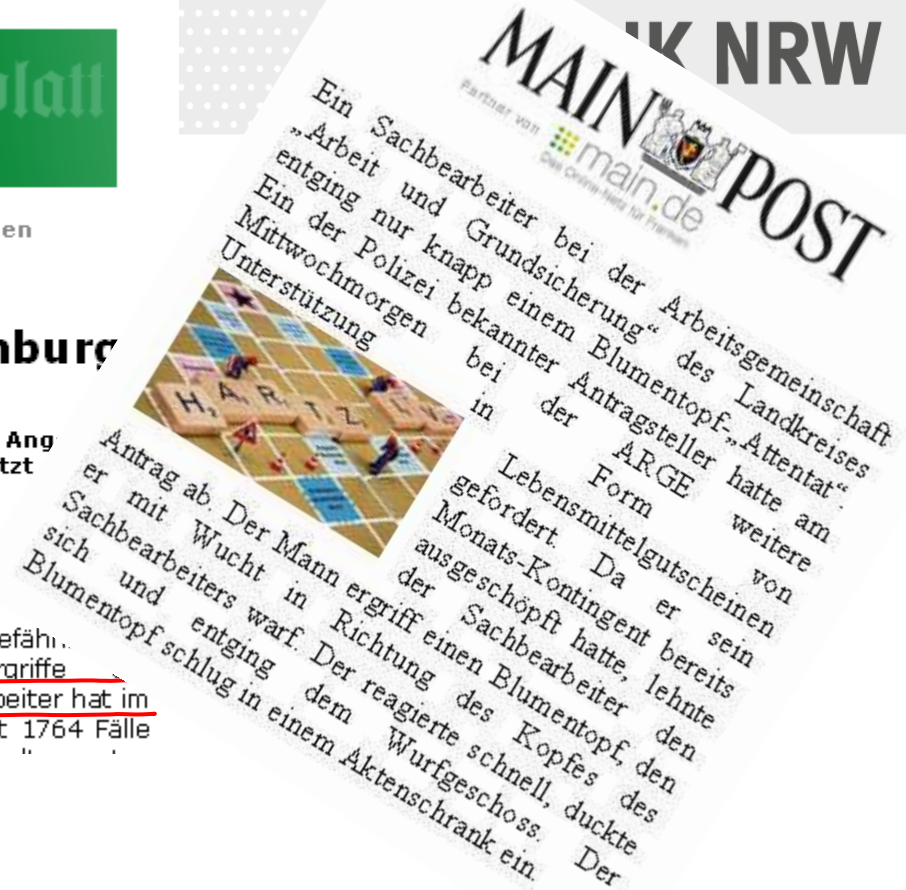 NRW
MAIN POST
Partner von
main.de
Das Online-Netz für Franken
Ein Sachbearbeiter bei der Arbeitsgemeinschaft
„Arbeit und Grundsicherung“ des Landkreises
entging nur knapp einem Blumentopf-„Attentat“.
Ein der Polizei bekannter Antragsteller hatte am
Mittwochmorgen bei der ARGE weitere
Unterstützung in Form von
Lebensmittelgutscheinen
gefordert. Da er sein
Monats-Kontingent bereits
ausgeschöpft hatte, lehnte
der Sachbearbeiter den
Antrag ab. Der Mann ergriff einen Blumentopf, den
er mit Wucht in Richtung des Kopfes des
Sachbearbeiters warf. Der reagierte schnell, duckte
sich und entging dem Wurfgeschoss. Der
Blumentopf schlug in einem Aktenschrank ein.
HARTZ
blatt
en
nburg
Ang
tzt
griffe
beiter hat im
t 1764 Fälle